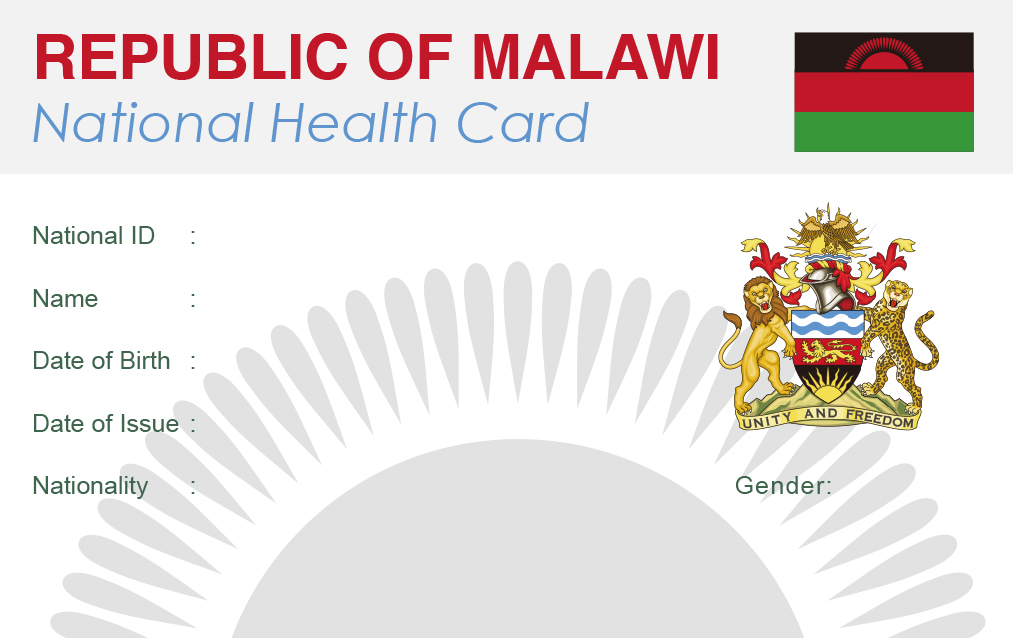 REPUBLIC OF MALAWI
National Health Card
National ID :
Name :
Date of Birth :
Date of Issue :
UNITY AND FREEDOM
Nationality :
Gender: